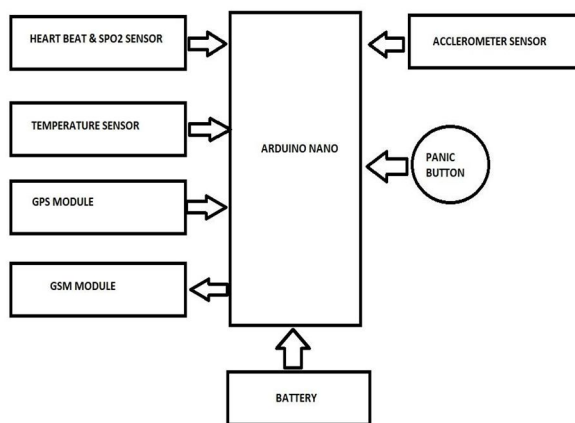 HEART BEAT & SPO2 SENSOR
ACCLEROMETER SENSOR
TEMPERATURE SENSOR
ARDUINO NANO
PANIC
BUTTON
GPS MODULE
GSM MODULE
BATTERY